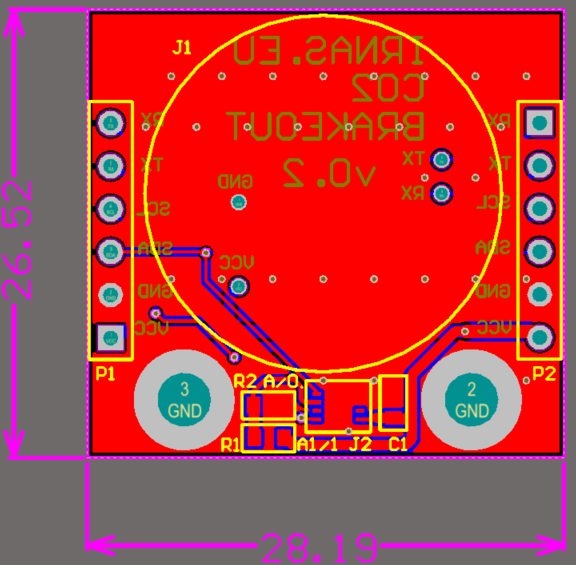 J1
IRNAS.EU
CO2
BRAKEOUT
v0.2
RX
TX
SCL
SDA
GND
VCC
GND
VCC
TX
RX
RX
TX
SCL
SDA
GND
VCC
P1
P2
3
GND
2
GND
R2 A/0.
R1
A1/1 J2 C1
26.52
28.19